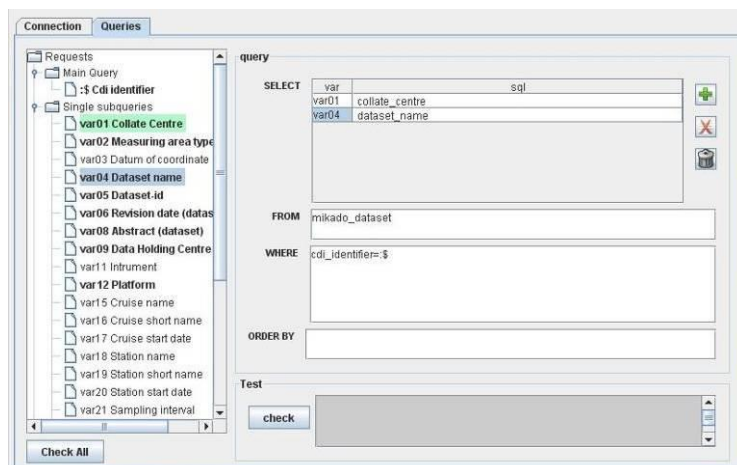 Connection Queries
Requests
Main Query
:$ Cdi identifier
Single subqueries
var01 Collate Centre
var02 Measuring area type
var03 Datum of coordinate
var04 Dataset name
var05 Dataset-id
var06 Revision date (datas
var08 Abstract (dataset)
var09 Data Holding Centre
var11 Intrument
var12 Platform
var15 Cruise name
var16 Cruise short name
var17 Cruise start date
var18 Station name
var19 Station short name
var20 Station start date
var21 Sampling interval
Check All
query
SELECT
var sql
var01 collate_centre
var04 dataset_name
FROM mikado_dataset
WHERE cdi_identifier=:$
ORDER BY
Test
check